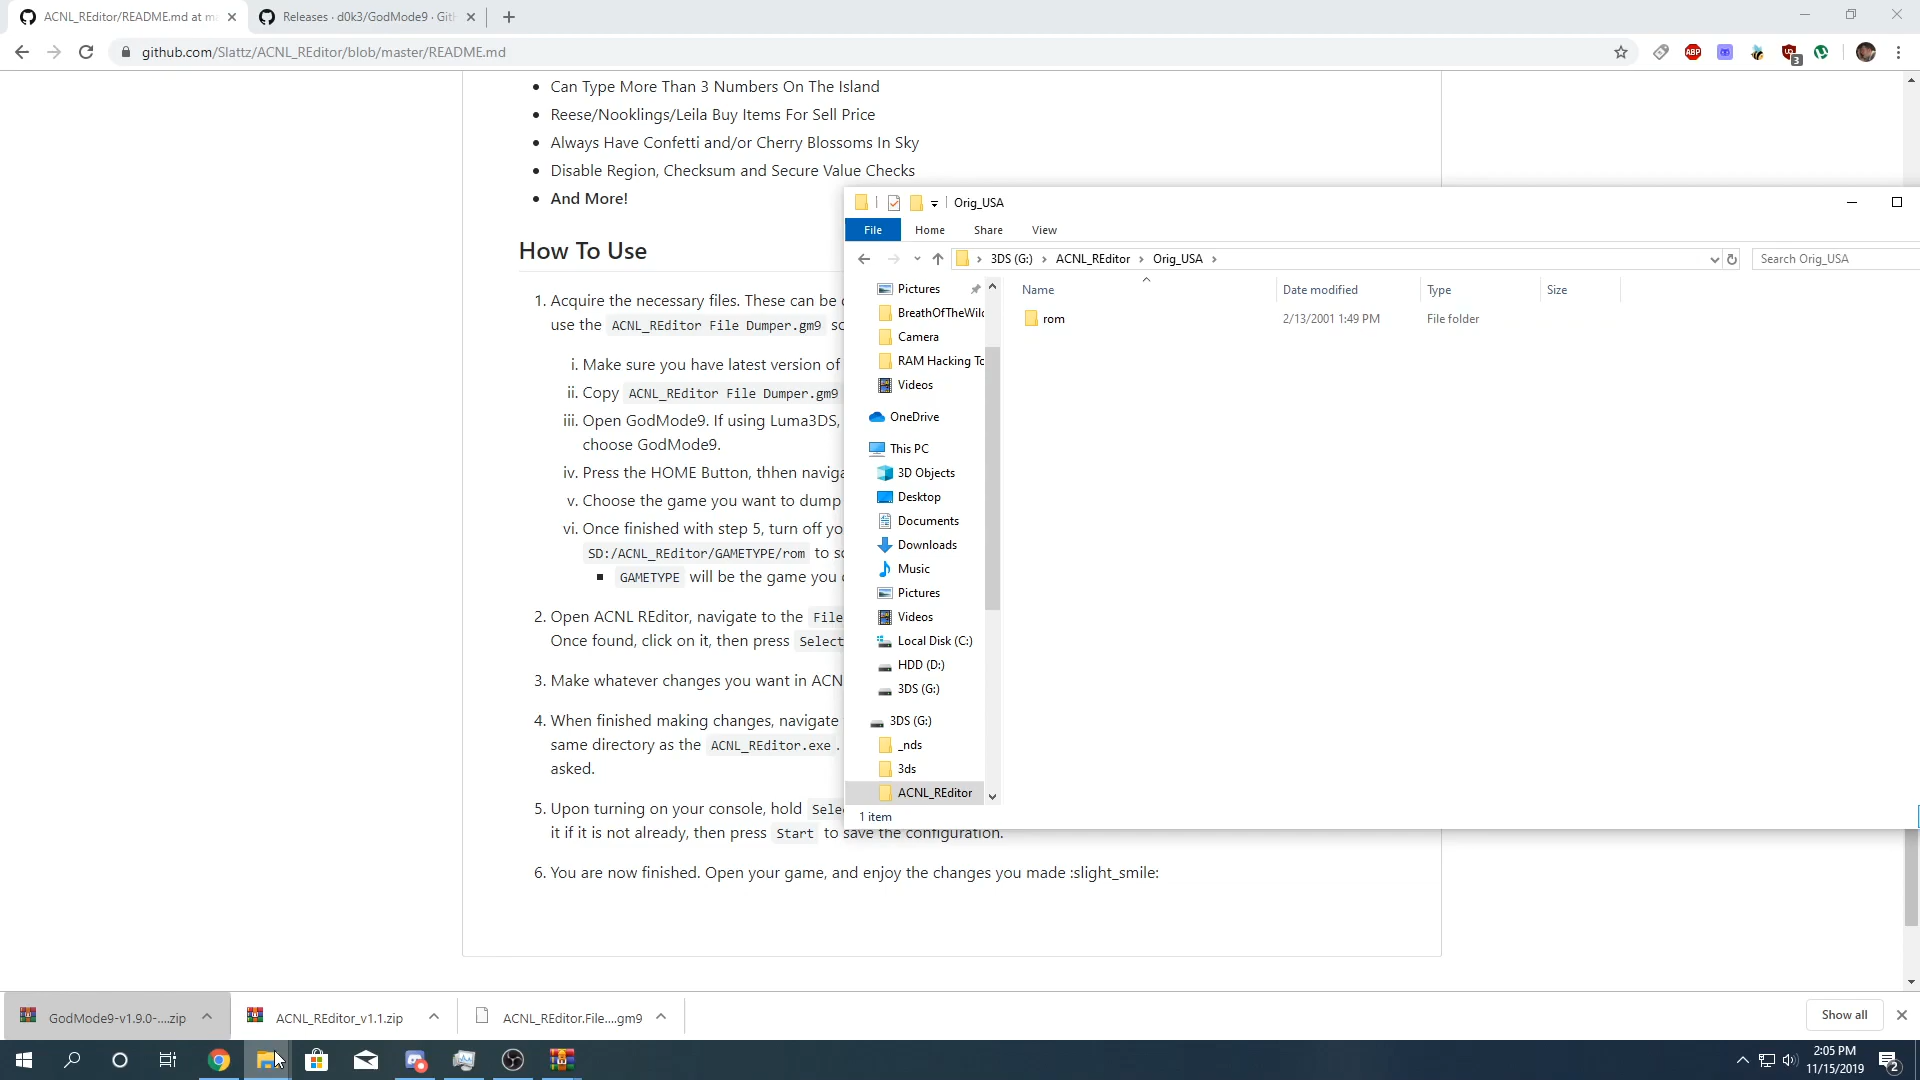 ACNL_REditor/README.md at ma
Releases · d0k3/GodMode9 · Git
github.com/Slattz/ACNL_REditor/blob/master/README.md
ABP
3
Can Type More Than 3 Numbers On The Island
Reese/Nooklings/Leila Buy Items For Sell Price
Always Have Confetti and/or Cherry Blossoms In Sky
Disable Region, Checksum and Secure Value Checks
And More!
How To Use
1. Acquire the necessary files. These can be
use the ACNL_REditor File Dumper.gm9
i. Make sure you have latest version of
ii. Copy ACNL_REditor File Dumper.gm9
iii. Open GodMode9. If using Luma3DS,
choose GodMode9.
iv. Press the HOME Button, thhen
v. Choose the game you want to dump
vi. Once finished with step 5, turn off
SD:/ACNL_REditor/GAMETYPE/rom to
GAMETYPE will be the game you
2. Open ACNL REditor, navigate to the File
Once found, click on it, then press Select
3. Make whatever changes you want in ACN
4. When finished making changes, navigate
same directory as the ACNL_REditor.exe .
asked.
5. Upon turning on your console, hold Sele
it if it is not already, then press Start to save the configuration.
6. You are now finished. Open your game, and enjoy the changes you made :slight_smile:
Orig_USA
File
Home
Share
View
3DS (G:)
ACNL_REditor
Orig_USA
Search Orig_USA
Name
Date modified
Type
Size
rom
2/13/2001 1:49 PM
File folder
Pictures
BreathOfTheWild
Camera
RAM Hacking To
Videos
OneDrive
This PC
3D Objects
Desktop
Documents
Downloads
Music
Pictures
Videos
Local Disk (C:)
HDD (D:)
3DS (G:)
3DS (G:)
_nds
3ds
ACNL_REditor
1 item
GodMode9-v1.9.0-....zip
ACNL_REditor_v1.1.zip
ACNL_REditor.File....gm9
Show all
2:05 PM
11/15/2019
2